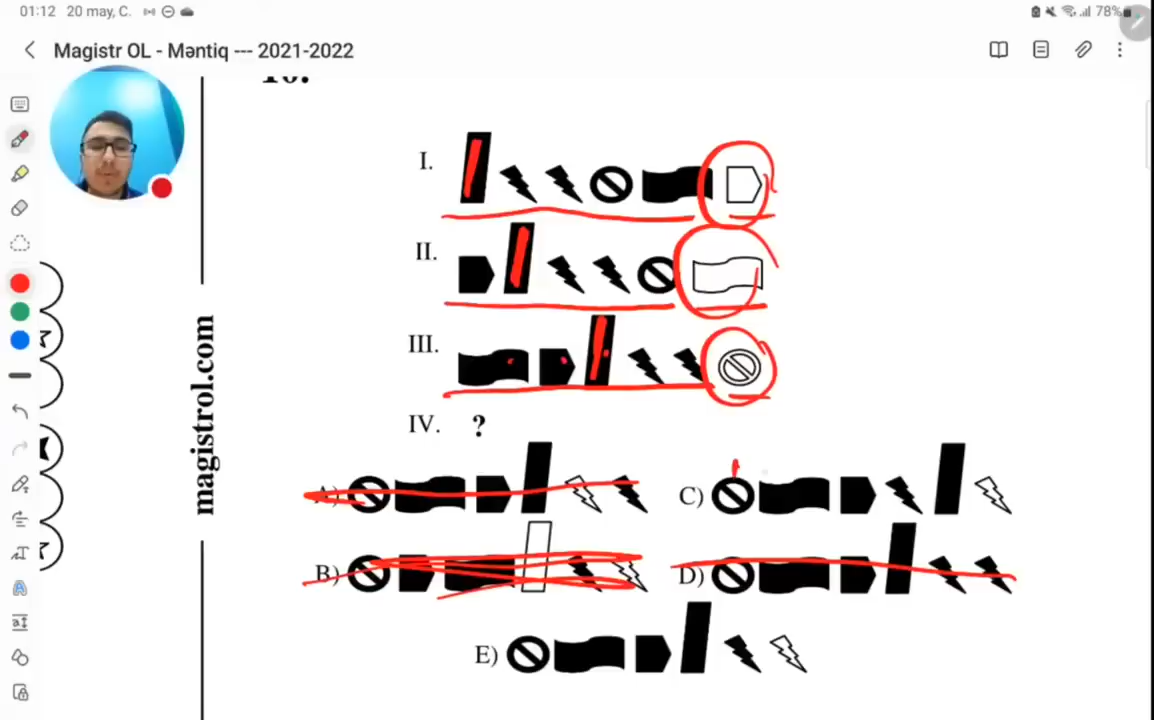 01:12 20 may, C.
78%
Magistr OL - Məntiq --- 2021-2022
I.
II.
III.
IV. ?
A)
C)
B)
D)
E)
magistrol.com